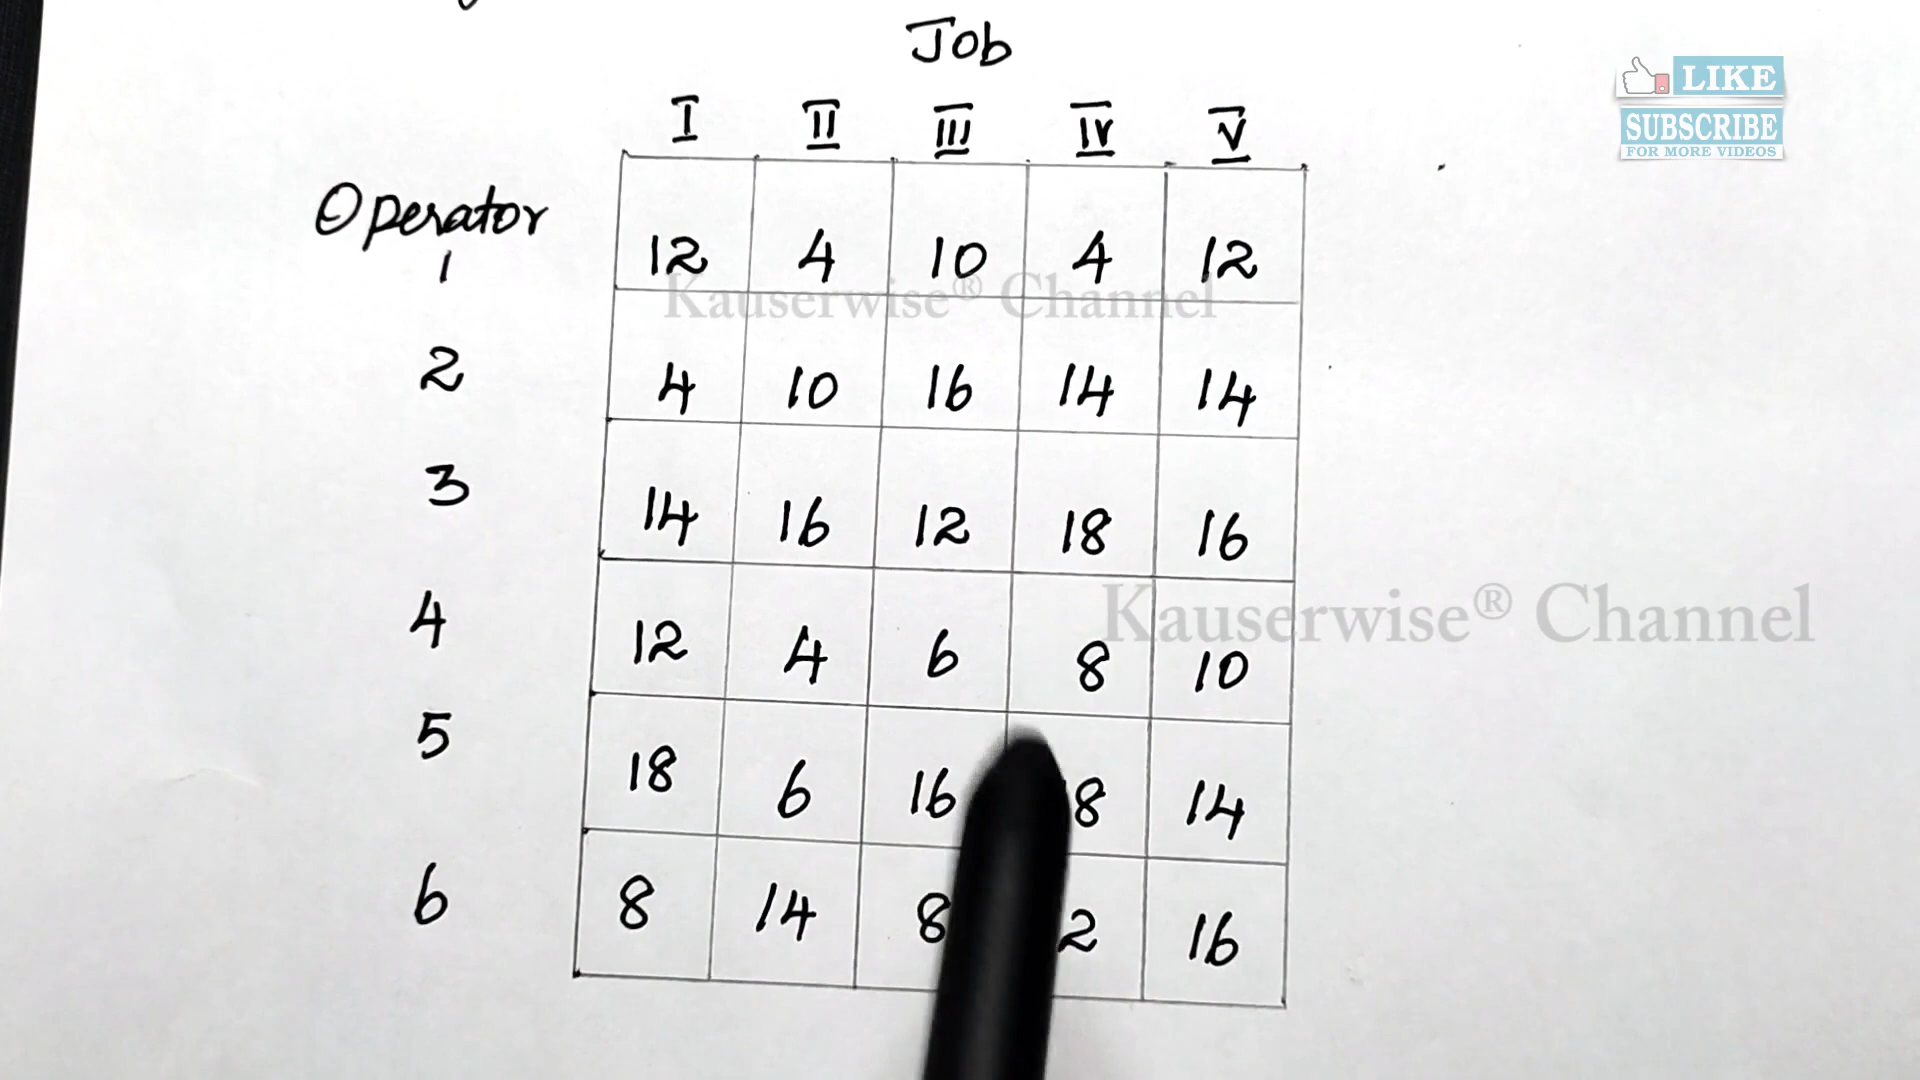 Job
I II III IV V
Operator
1 12 4 10 4 12
2 4 10 16 14 14
3 14 16 12 18 16
4 12 4 6 8 10
5 18 6 16 8 14
6 8 14 8 2 16
LIKE
SUBSCRIBE
FOR MORE VIDEOS
Kauserwise® Channel
Kauserwise® Channel